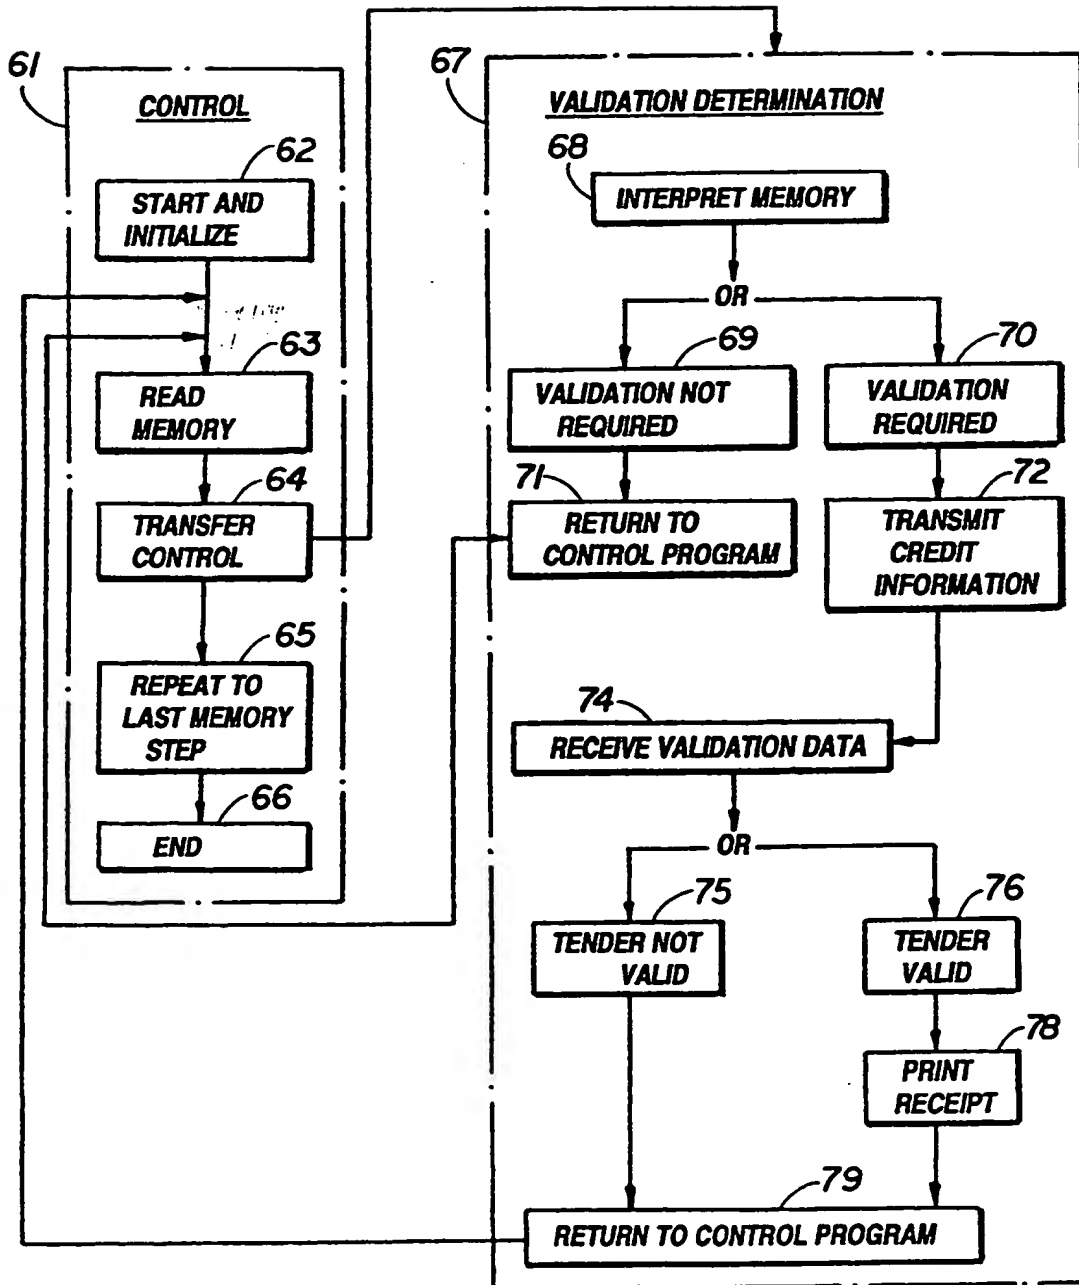 61
CONTROL
62
START AND
INITIALIZE
63
READ
MEMORY
64
TRANSFER
CONTROL
65
REPEAT TO
LAST MEMORY
STEP
66
END
67
VALIDATION DETERMINATION
68
INTERPRET MEMORY
OR
69
VALIDATION NOT
REQUIRED
70
VALIDATION
REQUIRED
71
RETURN TO
CONTROL PROGRAM
72
TRANSMIT
CREDIT
INFORMATION
74
RECEIVE VALIDATION DATA
OR
75
TENDER NOT
VALID
76
TENDER
VALID
78
PRINT
RECEIPT
79
RETURN TO CONTROL PROGRAM